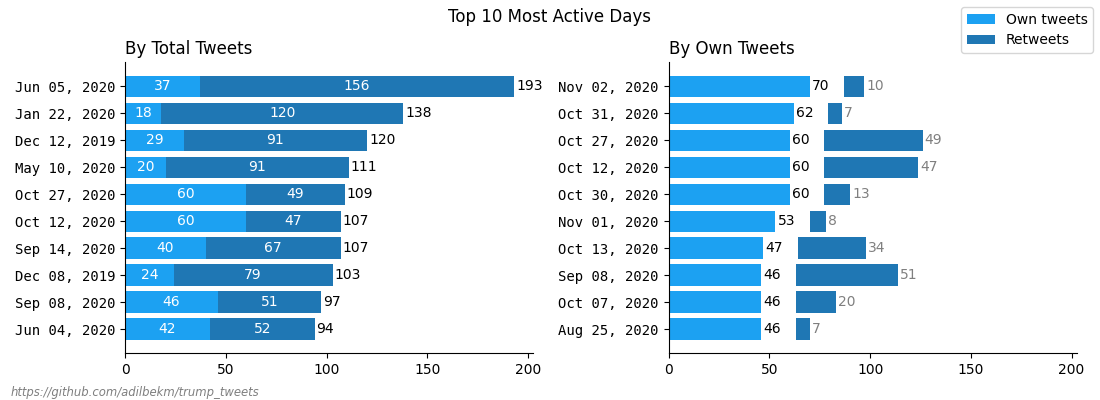 Top 10 Most Active Days
Own tweets
Retweets
By Total Tweets
Jun 05, 2020 37 156 193
Jan 22, 2020 18 120 138
Dec 12, 2019 29 91 120
May 10, 2020 20 91 111
Oct 27, 2020 60 49 109
Oct 12, 2020 60 47 107
Sep 14, 2020 40 67 107
Dec 08, 2019 24 79 103
Sep 08, 2020 46 51 97
Jun 04, 2020 42 52 94
0 50 100 150 200
By Own Tweets
Nov 02, 2020 70 10
Oct 31, 2020 62 7
Oct 27, 2020 60 49
Oct 12, 2020 60 47
Oct 30, 2020 60 13
Nov 01, 2020 53 8
Oct 13, 2020 47 34
Sep 08, 2020 46 51
Oct 07, 2020 46 20
Aug 25, 2020 46 7
0 50 100 150 200
https://github.com/adilbekm/trump_tweets